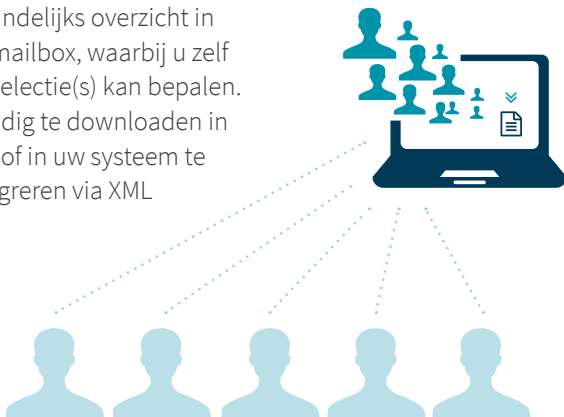 ndelijks overzicht in
mailbox, waarbij u zelf
electie(s) kan bepalen.
dig te downloaden in
of in uw systeem te
greren via XML